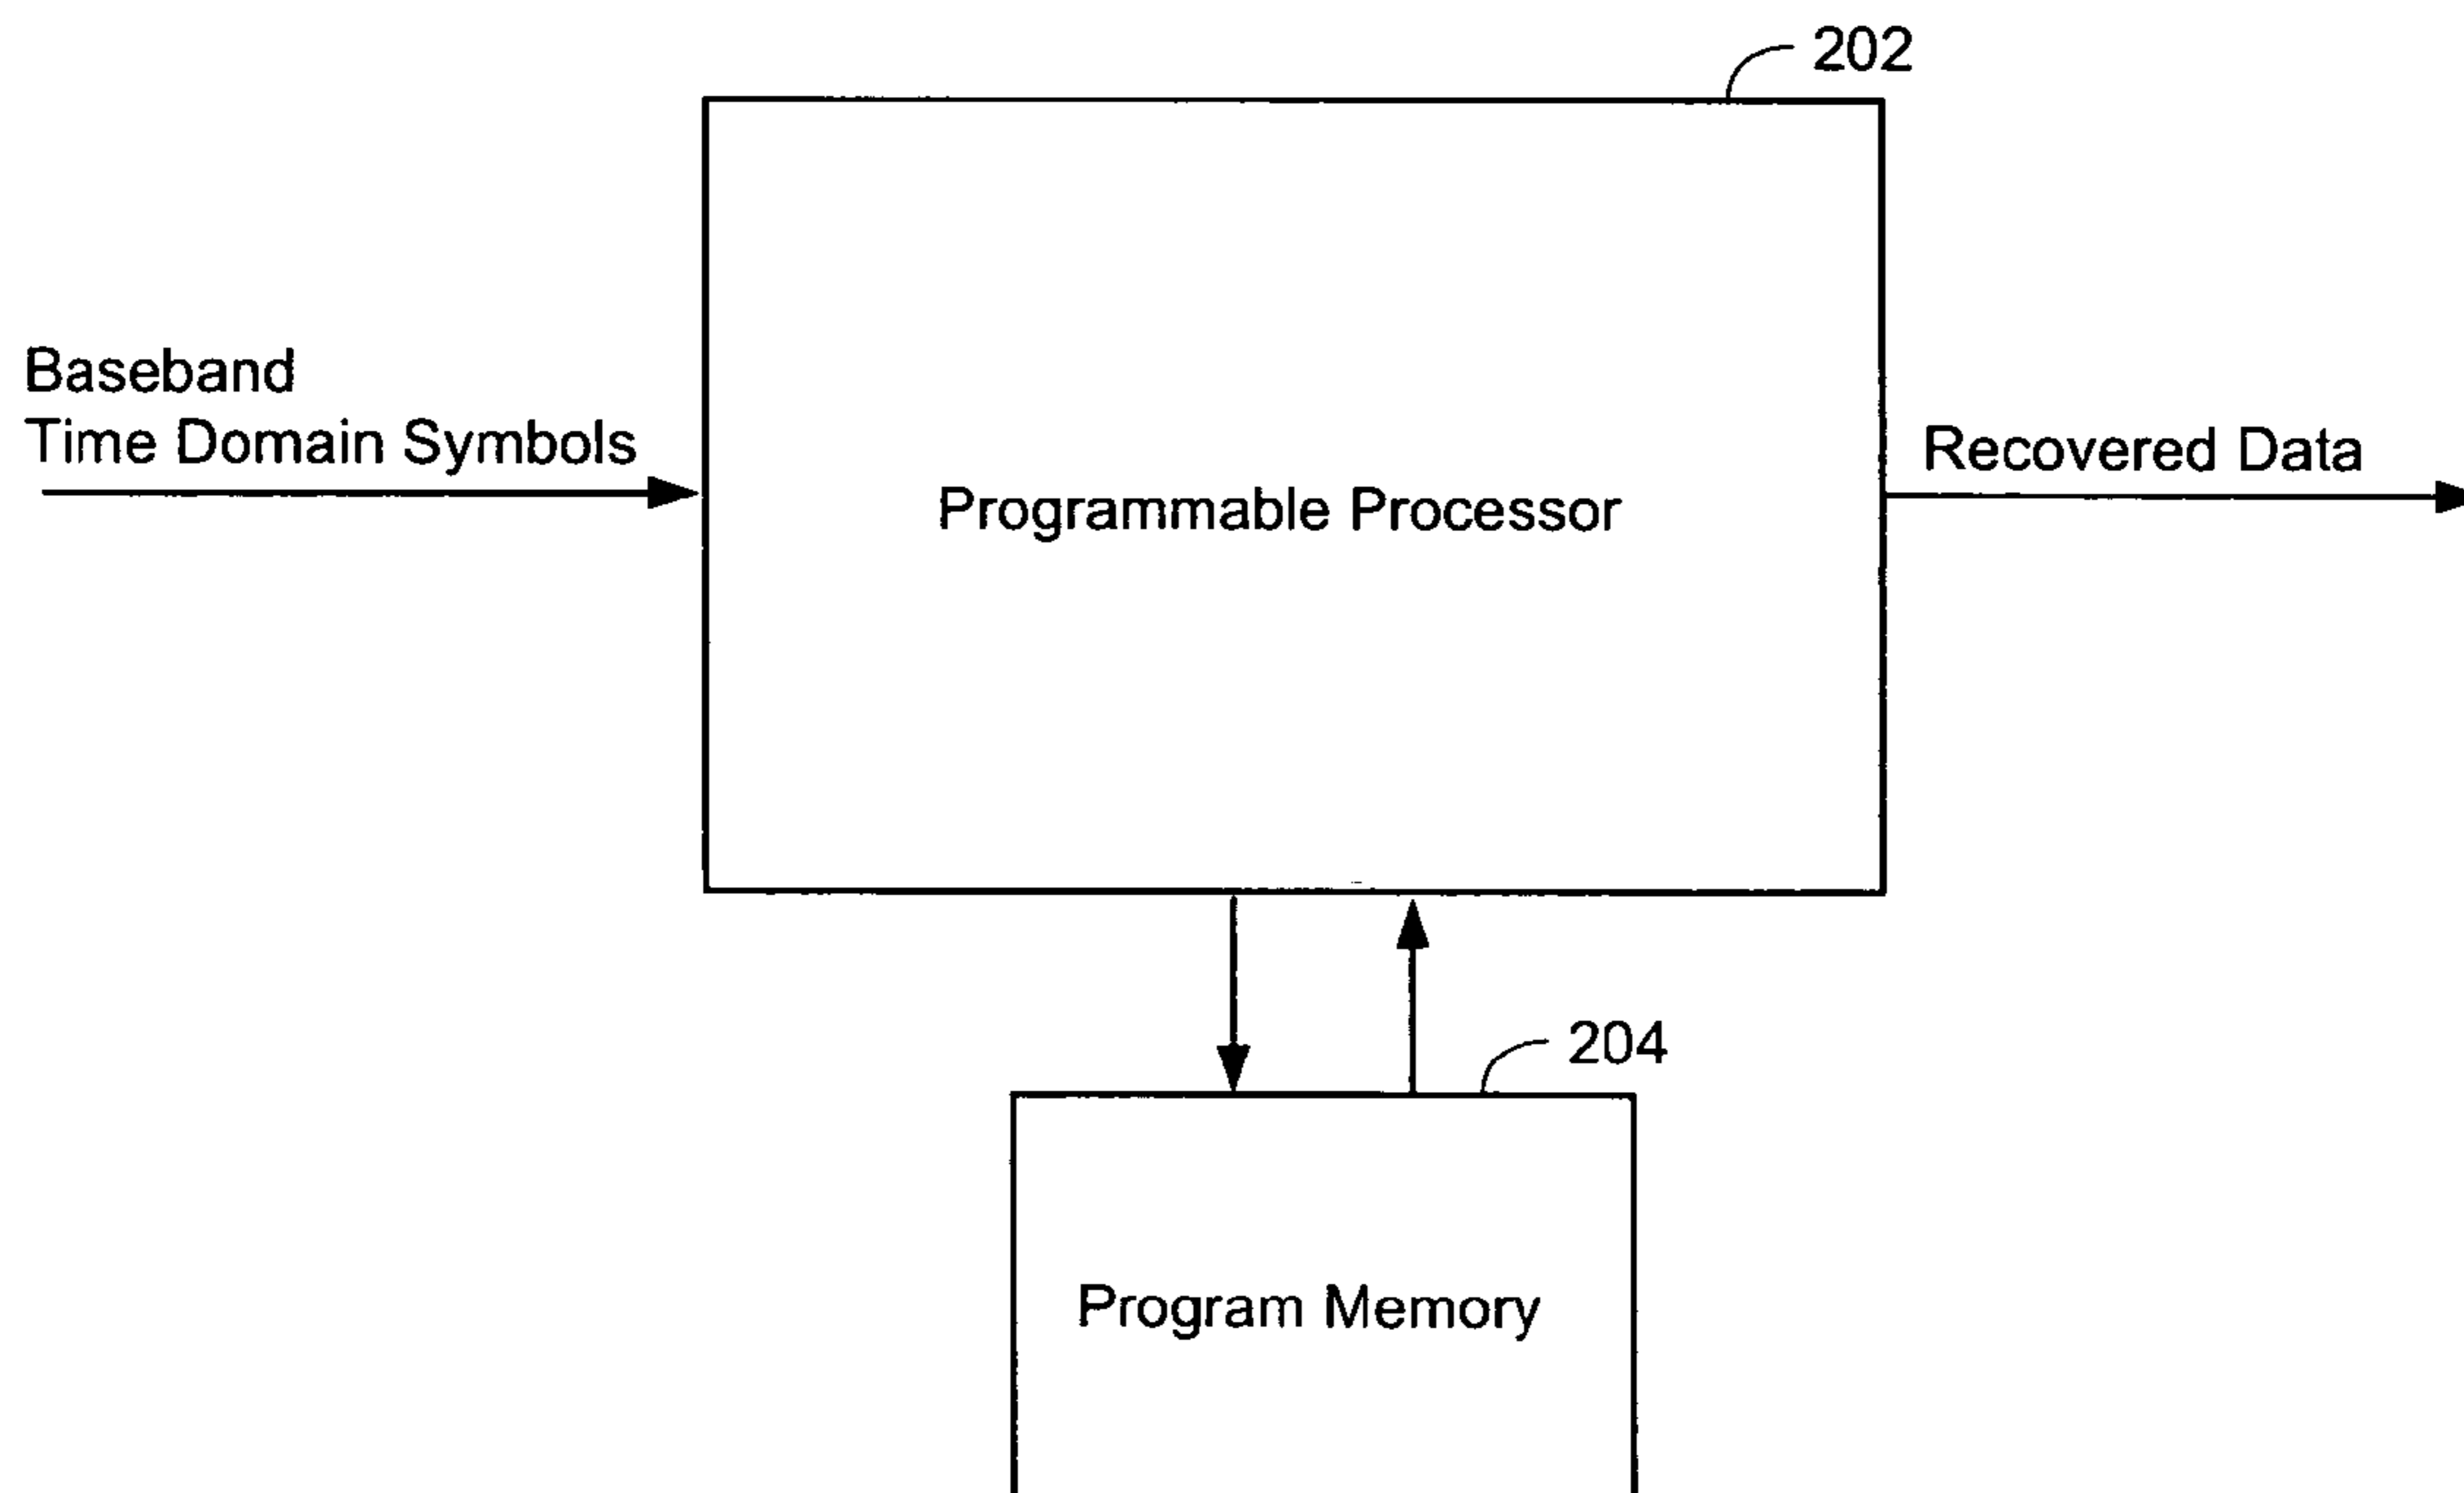 202
Baseband
Time Domain Symbols
Recovered Data
Programmable Processor
204
Program Memory